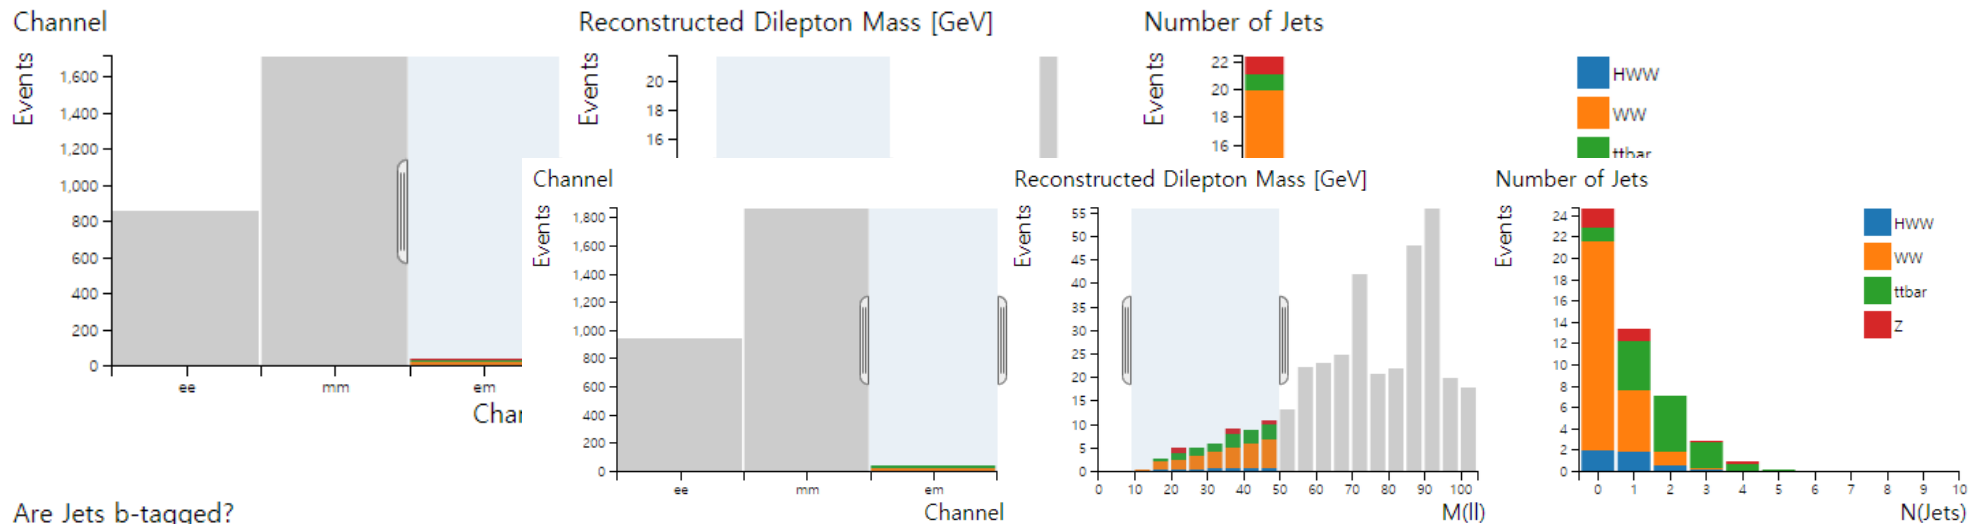 Channel
Reconstructed Dilepton Mass [GeV]
Number of Jets
Events
1,600
1,400
1,200
1,000
800
600
400
200
0
ee
mm
em
Events
20
18
16
Events
22
20
18
16
HWW
WW
ttbar
Channel
Reconstructed Dilepton Mass [GeV]
Number of Jets
Events
1,800
1,600
1,400
1,200
1,000
800
600
400
200
0
ee
mm
em
Channel
Events
55
50
45
40
35
30
25
20
15
10
5
0
0 10 20 30 40 50 60 70 80 90 100
M(ll)
Events
24
22
20
18
16
14
12
10
8
6
4
2
0
0 1 2 3 4 5 6 7 8 9 10
N(Jets)
HWW
WW
ttbar
Z
Are Jets b-tagged?